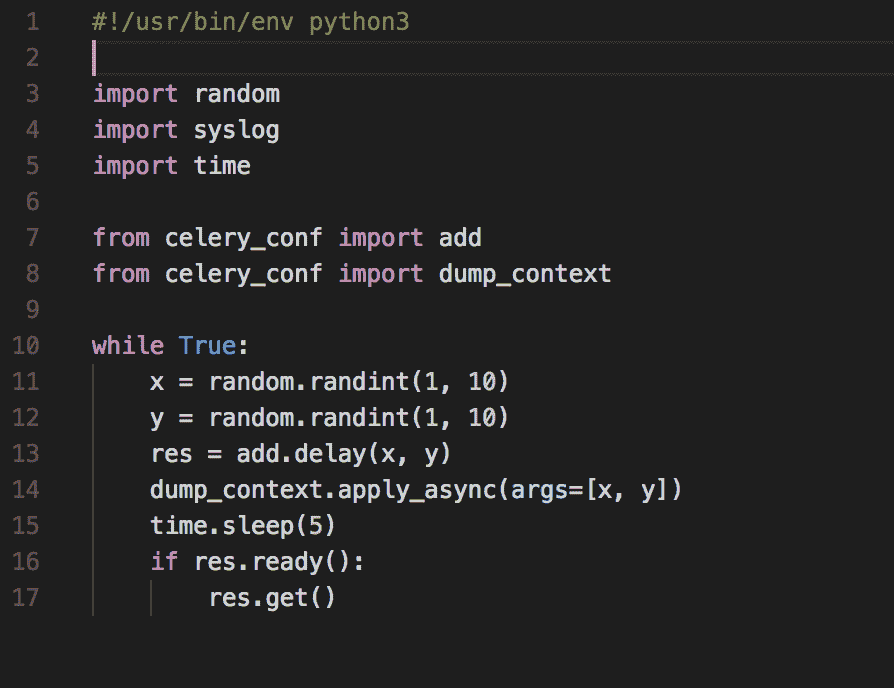 1 #!/usr/bin/env python3
2
3 import random
4 import syslog
5 import time
6
7 from celery_conf import add
8 from celery_conf import dump_context
9
10 while True:
11     x = random.randint(1, 10)
12     y = random.randint(1, 10)
13     res = add.delay(x, y)
14     dump_context.apply_async(args=[x, y])
15     time.sleep(5)
16     if res.ready():
17         res.get()